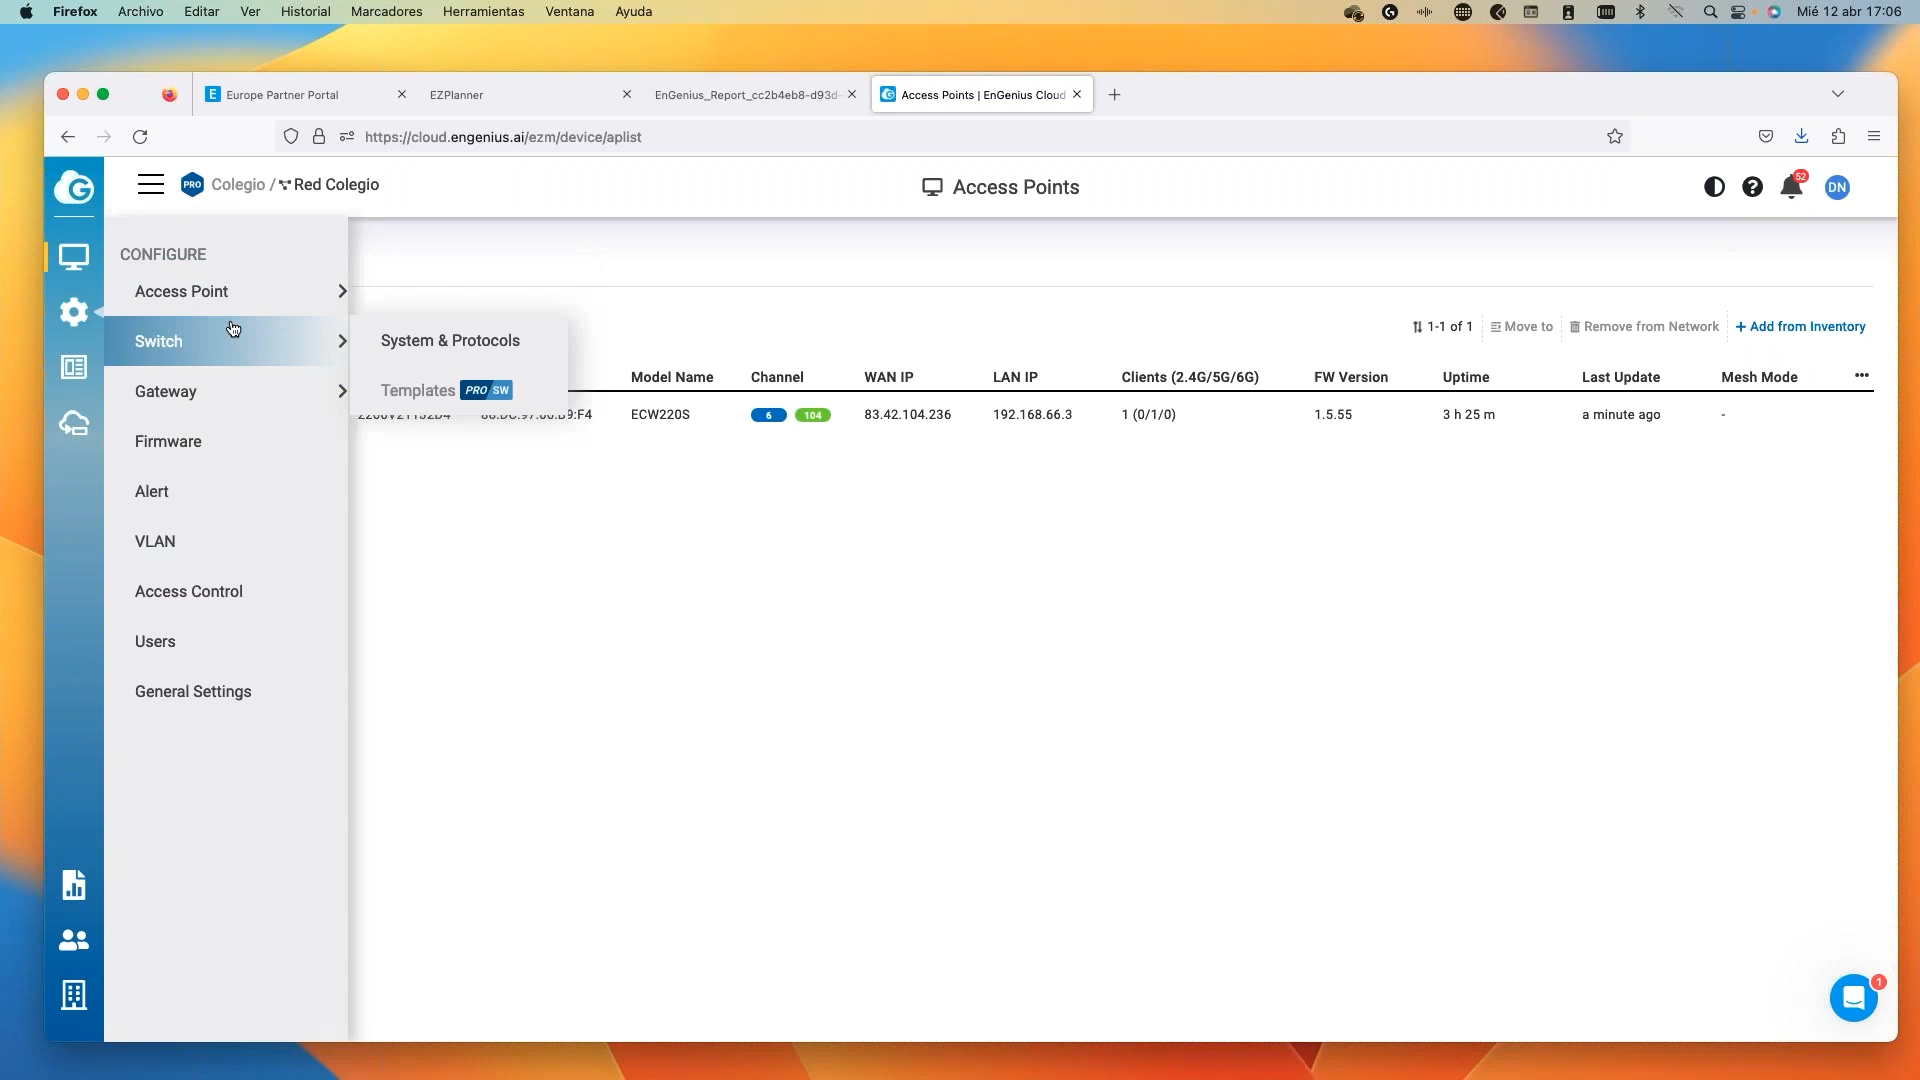 Firefox Archivo Editar Ver Historial Marcadores Herramientas Ventana Ayuda Mié 12 abr 17:06
E Europe Partner Portal EZPlanner EnGenius_Report_cc2b4eb8-d93d- Access Points | EnGenius Cloud
https://cloud.engenius.ai/ezm/device/aplist
PRO Colegio / Red Colegio Access Points 52 DN
CONFIGURE
Access Point
Switch
Gateway
Firmware
Alert
VLAN
Access Control
Users
General Settings
System & Protocols
Templates PRO SW
1-1 of 1 Move to Remove from Network + Add from Inventory
Model Name Channel WAN IP LAN IP Clients (2.4G/5G/6G) FW Version Uptime Last Update Mesh Mode
ECW220S 6 104 83.42.104.236 192.168.66.3 1 (0/1/0) 1.5.55 3 h 25 m a minute ago -
1